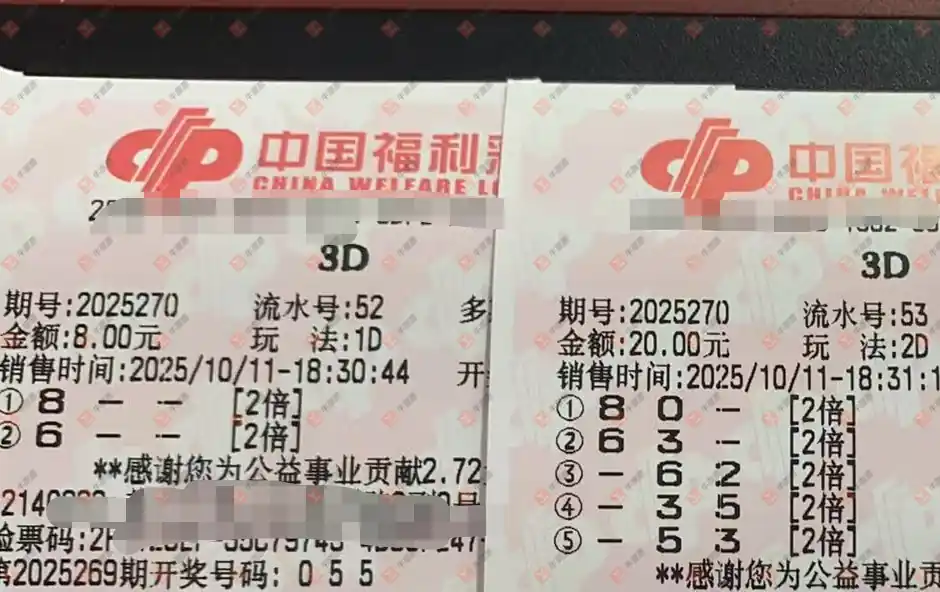 中国福利
CHINA WELFARE
3D
期号:2025270 流水号:52
金额:8.00元 玩 法:1D
销售时间:2025/10/11-18:30:44 开
① 8 - - [2倍]
② 6 - - [2倍]
**感谢您为公益事业贡献2.72
第2025269期开奖号码: 0 5 5
中国福
CHINA WEL
3D
期号:2025270 流水号:53
金额:20.00元 玩 法:2D
销售时间:2025/10/11-18:31:1
① 8 0 - [2倍]
② 6 3 - [2倍]
③ - 6 2 [2倍]
④ - 3 5 [2倍]
⑤ - 5 3 [2倍]
**感谢您为公益事业贡